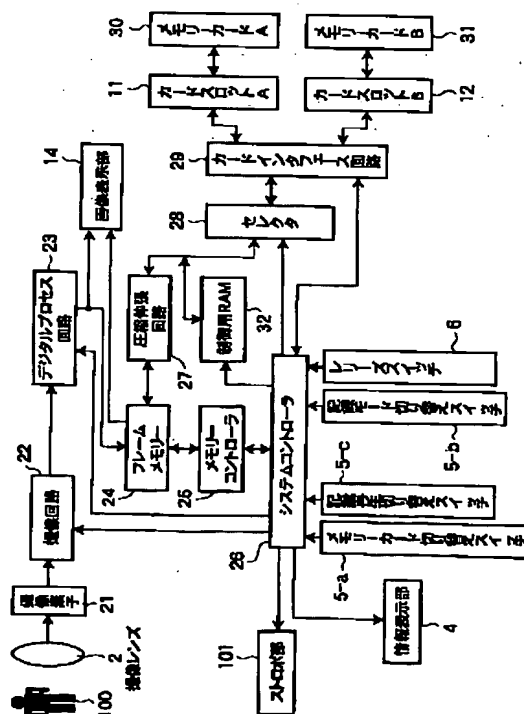 100
2
撮像レンズ
21
撮像素子
22
撮像回路
23
デジタルプロセス
回路
14
画像表示部
24
フレーム
メモリー
25
メモリー
コントローラ
27
圧縮伸張
回路
32
制御用RAM
28
セレクタ
29
カードインタフェース回路
11
カードスロットA
30
メモリーカードA
12
カードスロットB
31
メモリーカードB
26
システムコントローラ
101
ストロボ部
4
情報表示部
5-a
メモリーカード切り替えスイッチ
5-c
切り替えスイッチ
5-b
記録モード切り替えスイッチ
6
レリーズスイッチ